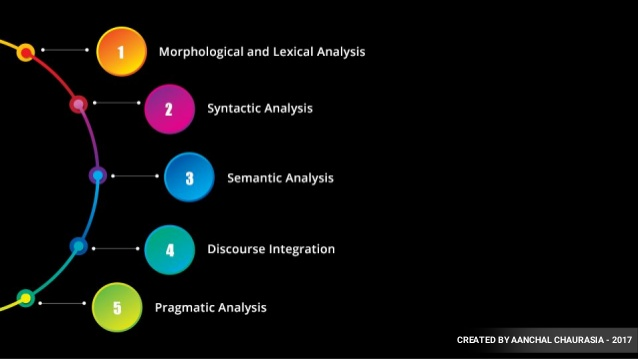 1 Morphological and Lexical Analysis
2 Syntactic Analysis
3 Semantic Analysis
4 Discourse Integration
5 Pragmatic Analysis
CREATED BY AANCHAL CHAURASIA - 2017